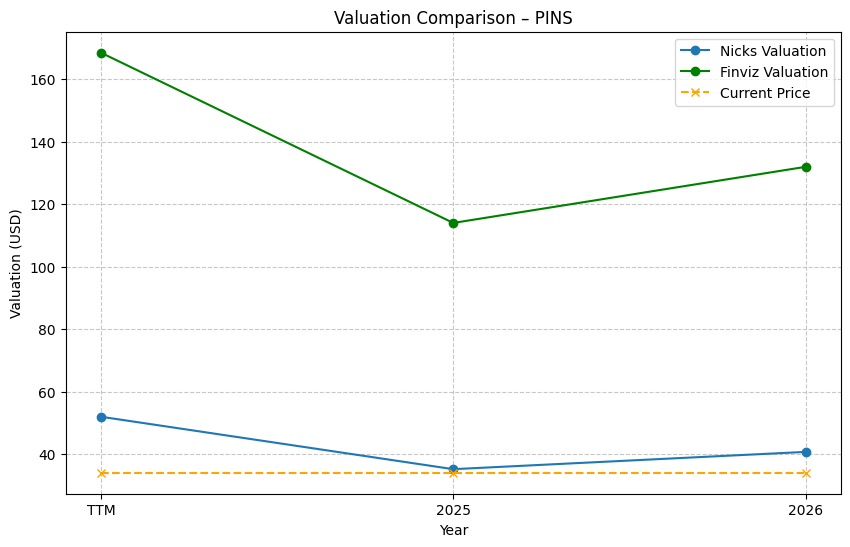 Valuation Comparison – PINS
Nicks Valuation
Finviz Valuation
Current Price
Valuation (USD)
160
140
120
100
80
60
40
TTM
2025
2026
Year